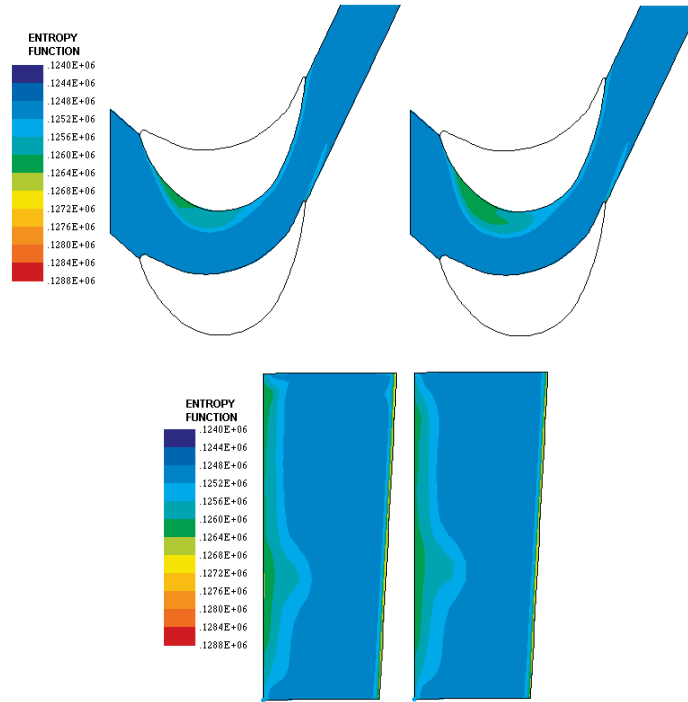 ENTROPY
FUNCTION
.1240E+06
.1244E+06
.1248E+06
.1252E+06
.1256E+06
.1260E+06
.1264E+06
.1268E+06
.1272E+06
.1276E+06
.1280E+06
.1284E+06
.1288E+06
ENTROPY
FUNCTION
.1240E+06
.1244E+06
.1248E+06
.1252E+06
.1256E+06
.1260E+06
.1264E+06
.1268E+06
.1272E+06
.1276E+06
.1280E+06
.1284E+06
.1288E+06